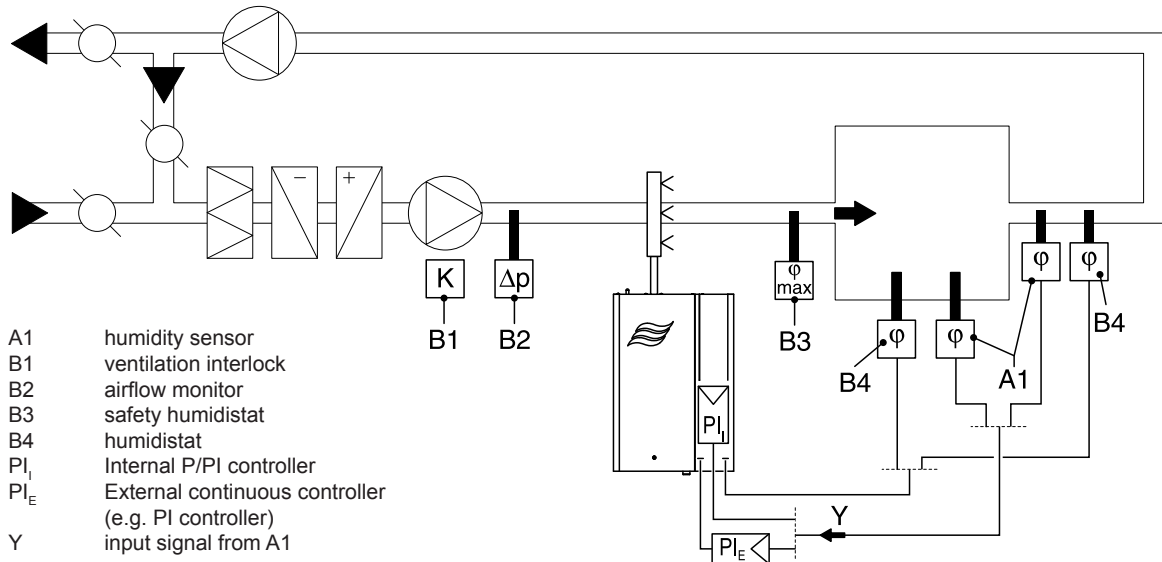 − +
K
Δp
φ
max
φ
φ
φ
φ
B1
B2
B3
B4
A1
B4
A1 humidity sensor
B1 ventilation interlock
B2 airflow monitor
B3 safety humidistat
B4 humidistat
PI_I Internal P/PI controller
PI_E External continuous controller
(e.g. PI controller)
Y input signal from A1
PI_I
Y
PI_E